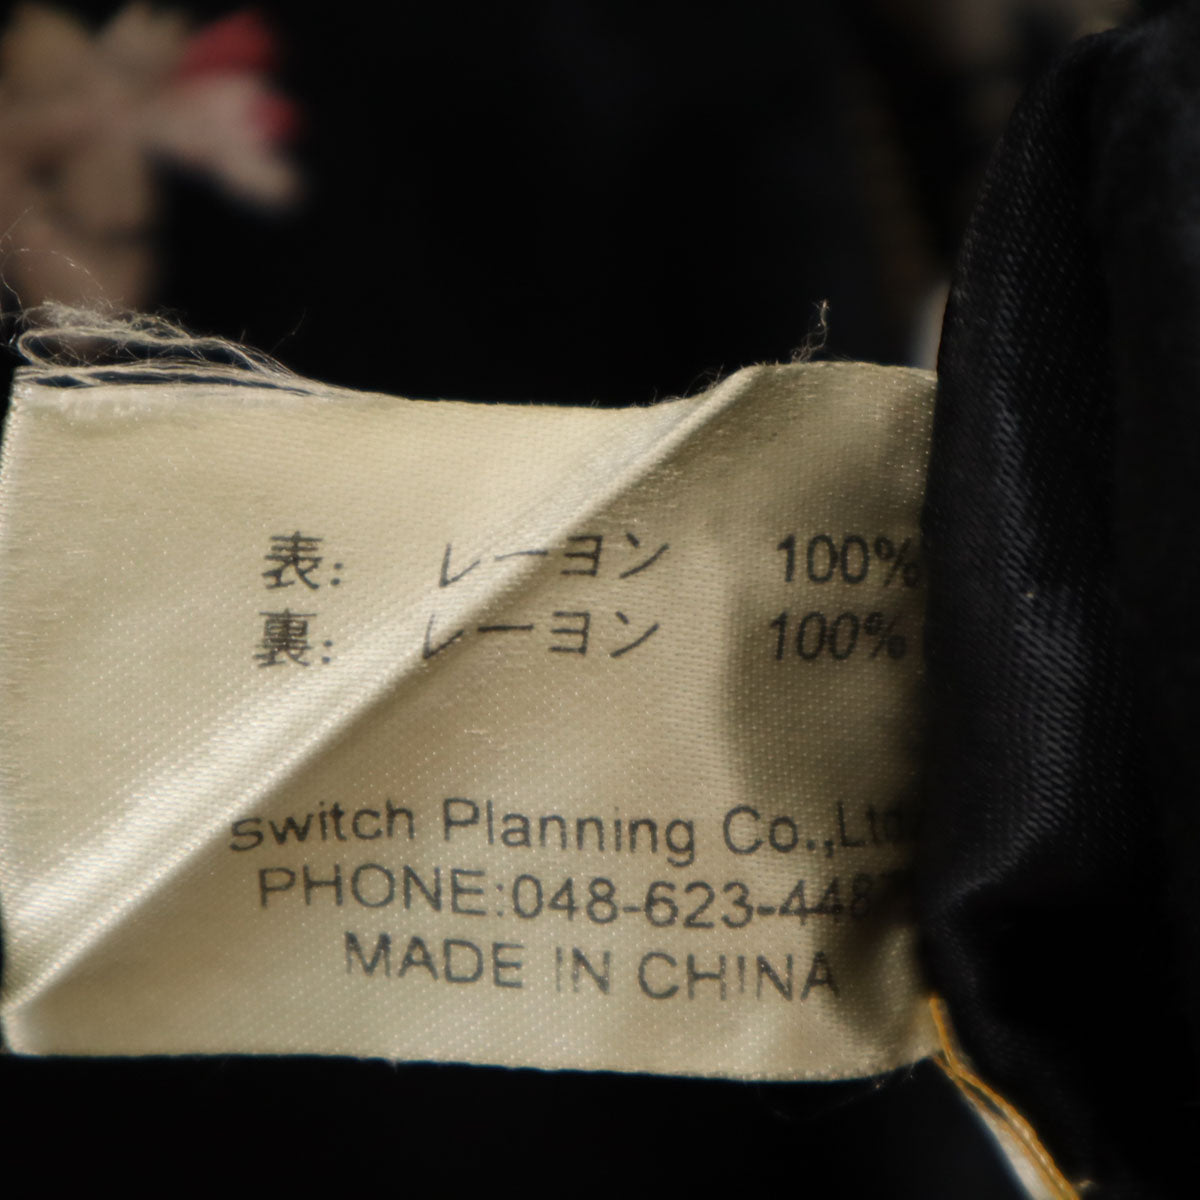 表: レーヨン 100%
裏: レーヨン 100%
Switch Planning Co.,Ltd
PHONE:048-623-448
MADE IN CHINA